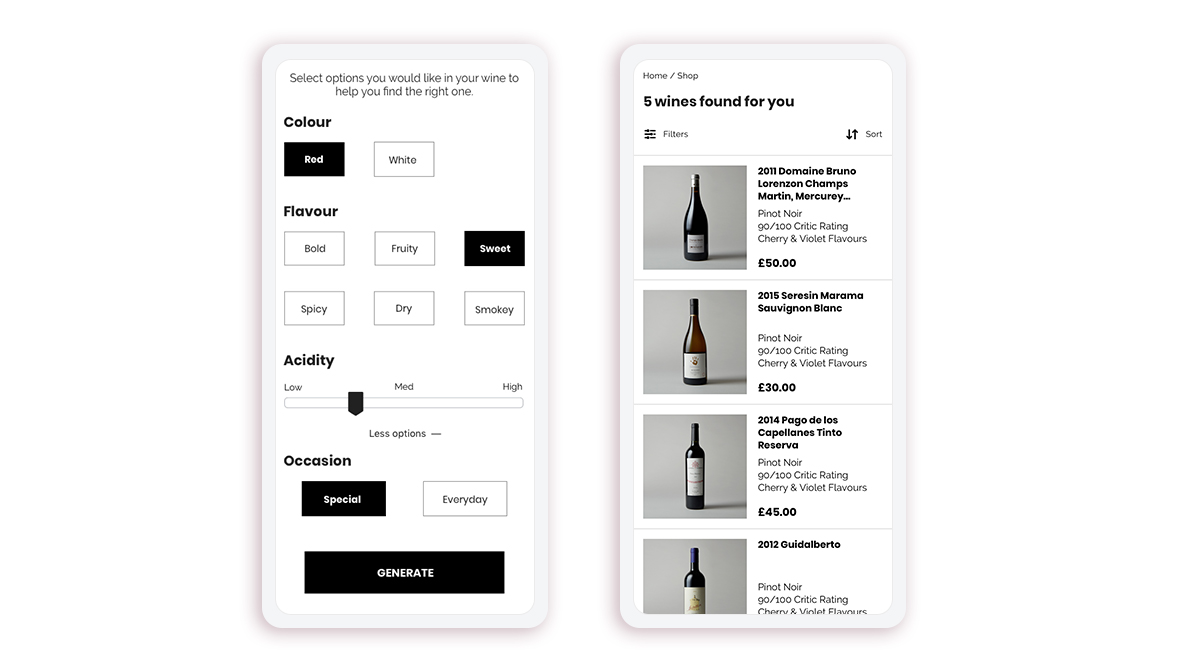 Select options you would like in your wine to
help you find the right one.
Colour
Red
White
Flavour
Bold
Fruity
Sweet
Spicy
Dry
Smokey
Acidity
Low
Med
High
Less options —
Occasion
Special
Everyday
GENERATE
Home / Shop
5 wines found for you
Filters
Sort
2011 Domaine Bruno
Lorenzon Champs
Martin, Mercurey...
Pinot Noir
90/100 Critic Rating
Cherry & Violet Flavours
£50.00
2015 Seresin Marama
Sauvignon Blanc
Pinot Noir
90/100 Critic Rating
Cherry & Violet Flavours
£30.00
2014 Pago de los
Capellanes Tinto
Reserva
Pinot Noir
90/100 Critic Rating
Cherry & Violet Flavours
£45.00
2012 Guidalberto
Pinot Noir
90/100 Critic Rating
Cherry & Violet Flavours